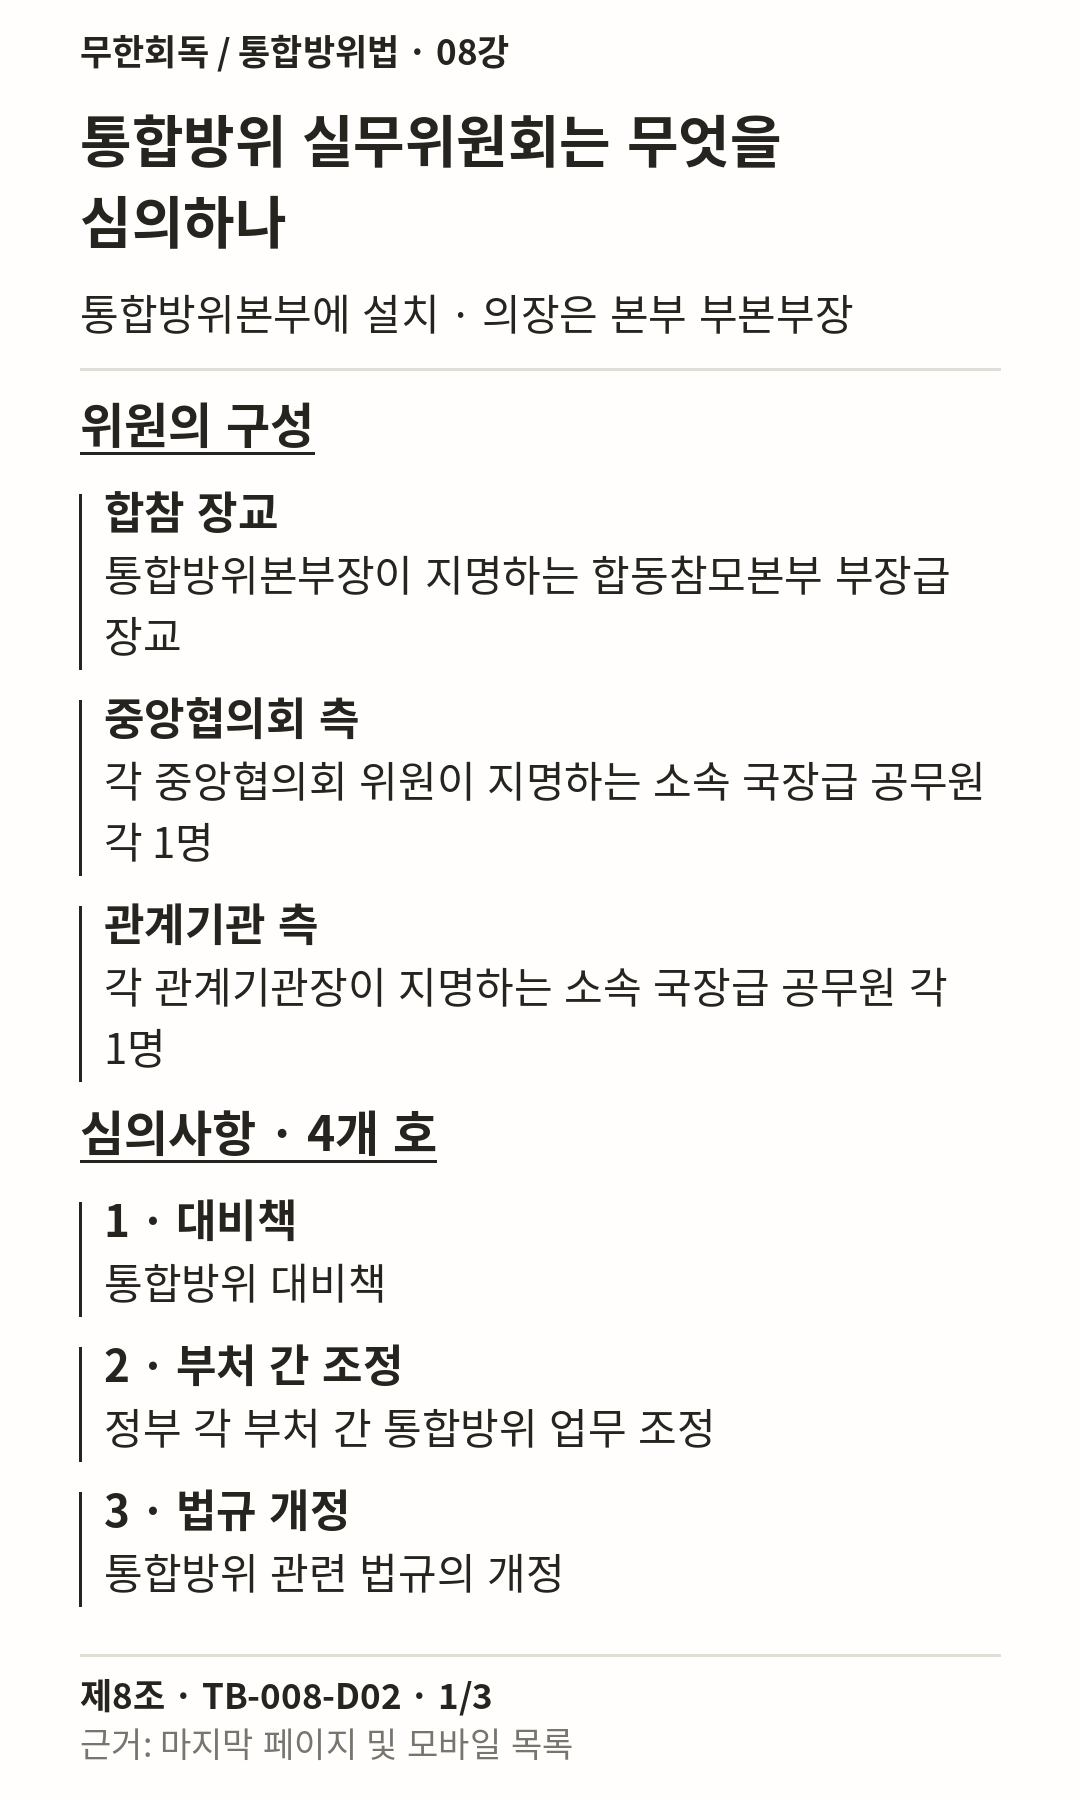 무한회독 / 통합방위법 · 08강
통합방위 실무위원회는 무엇을
심의하나
통합방위본부에 설치 · 의장은 본부 부본부장
위원의 구성
합참 장교
통합방위본부장이 지명하는 합동참모본부 부장급
장교
중앙협의회 측
각 중앙협의회 위원이 지명하는 소속 국장급 공무원
각 1명
관계기관 측
각 관계기관장이 지명하는 소속 국장급 공무원 각
1명
심의사항 · 4개 호
1 · 대비책
통합방위 대비책
2 · 부처 간 조정
정부 각 부처 간 통합방위 업무 조정
3 · 법규 개정
통합방위 관련 법규의 개정
제8조 · TB-008-D02 · 1/3
근거: 마지막 페이지 및 모바일 목록